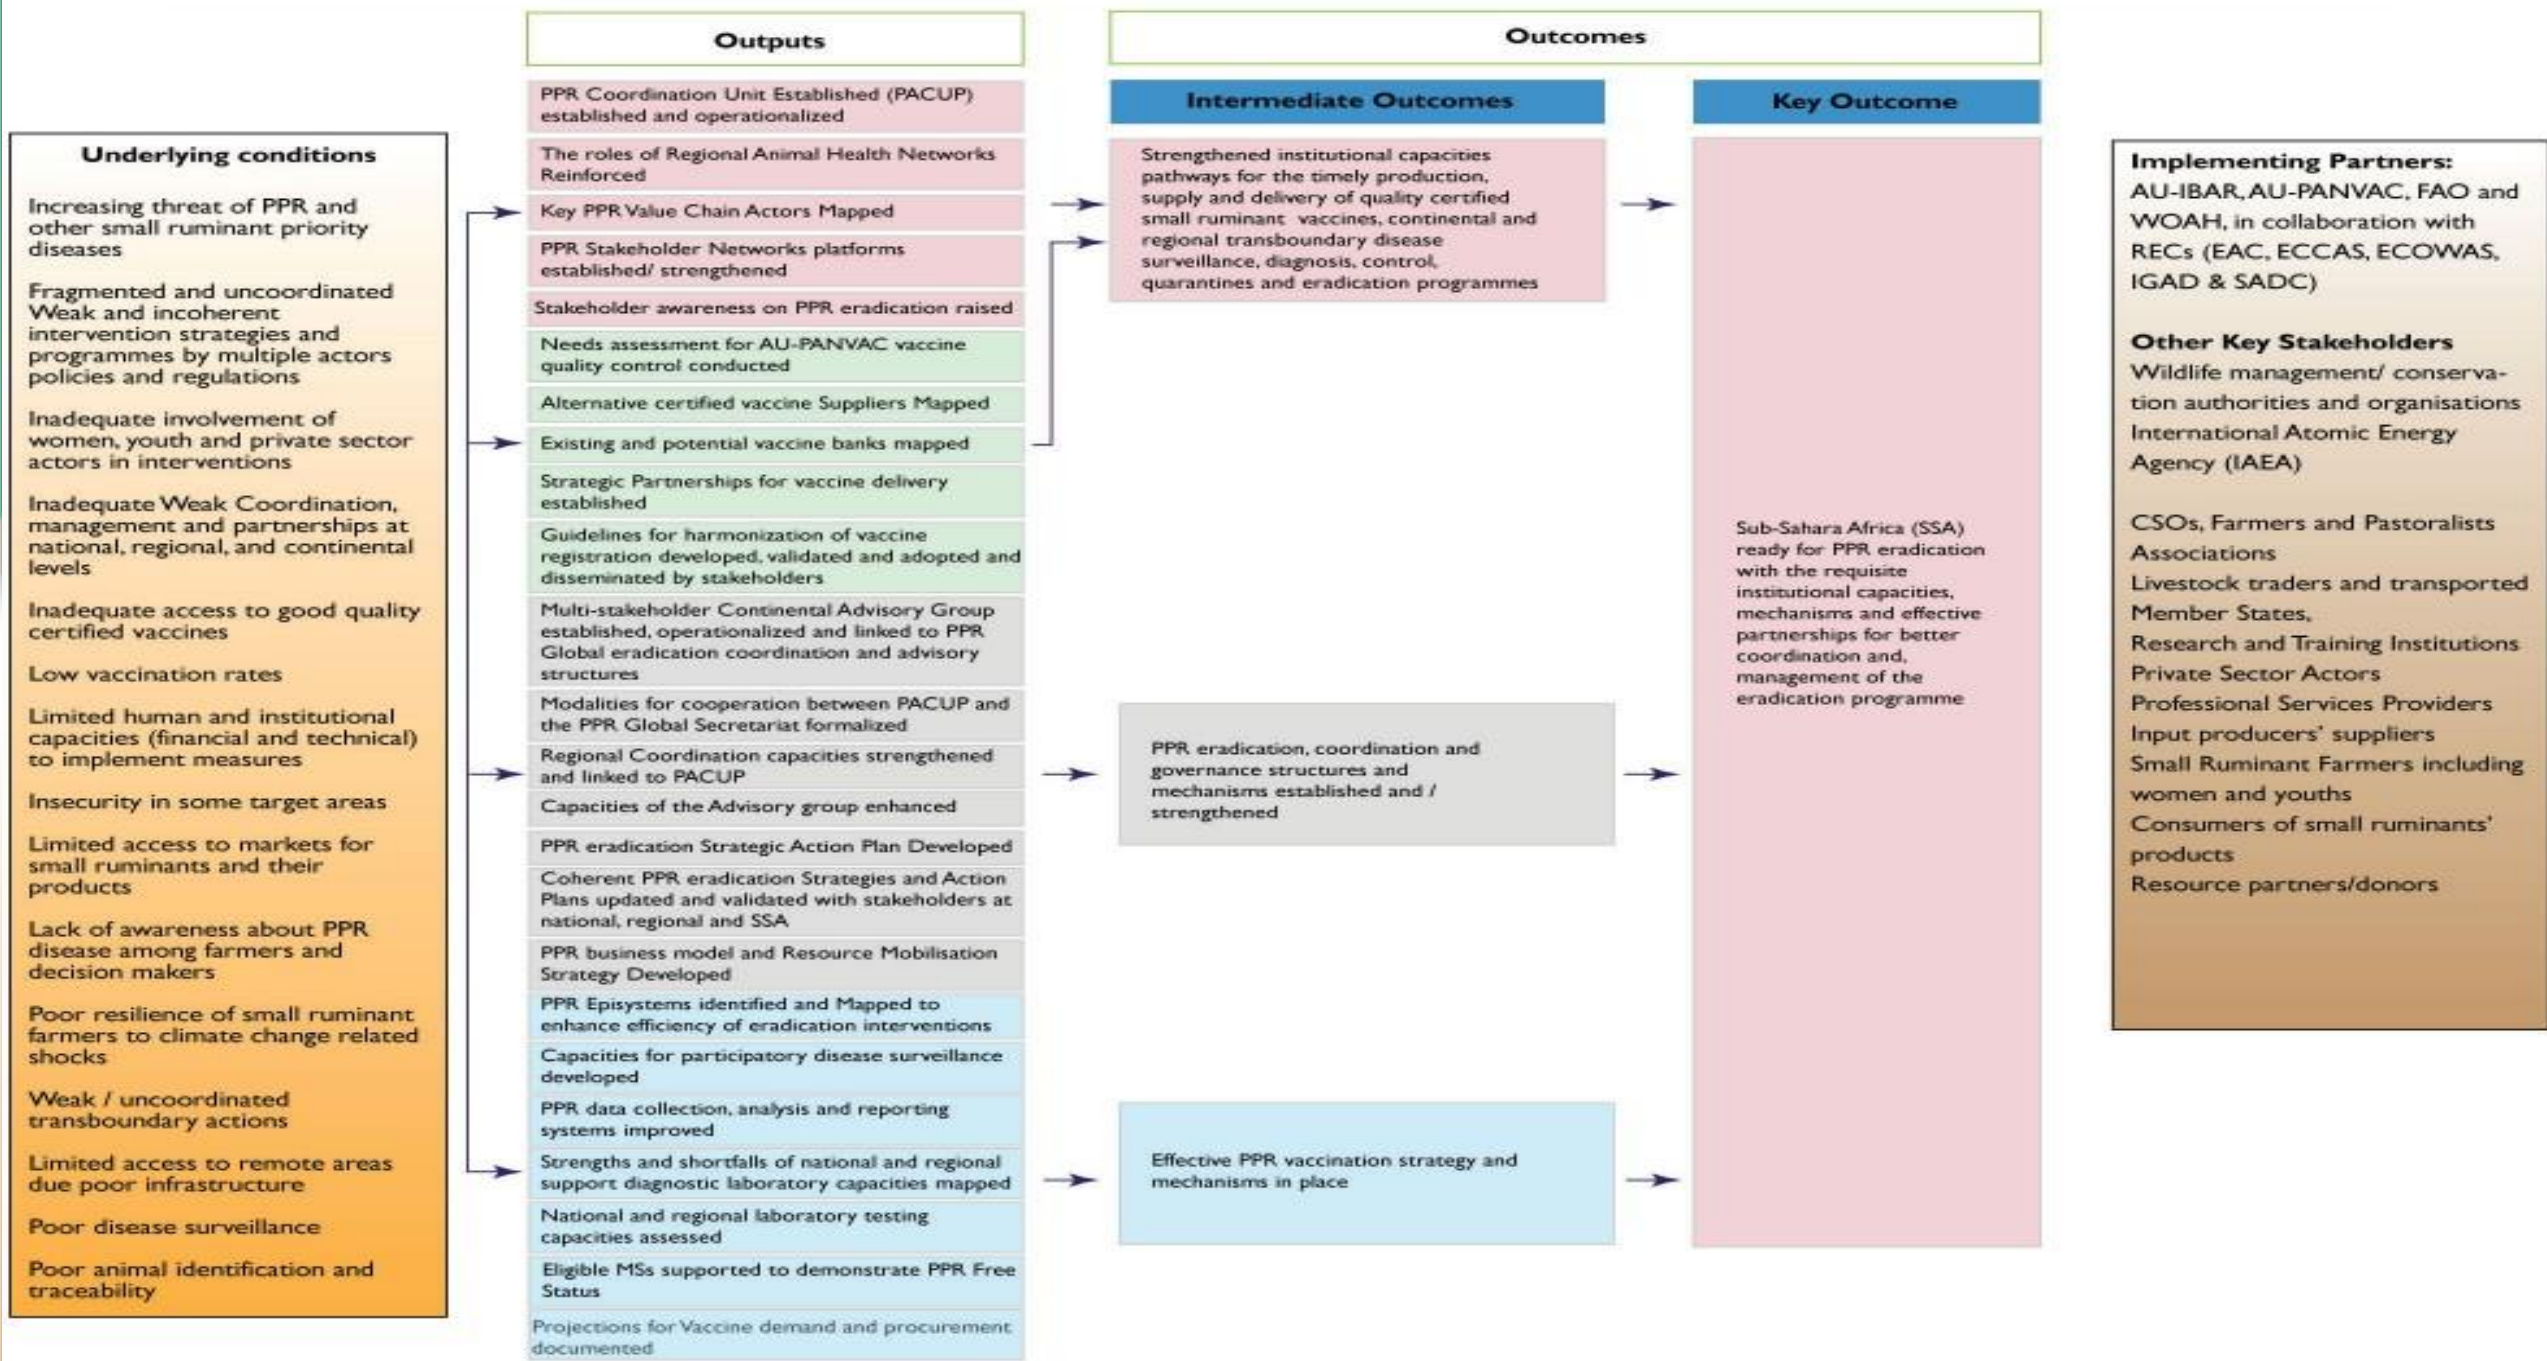 Underlying conditions
Increasing threat of PPR and
other small ruminant priority
diseases
Fragmented and uncoordinated
Weak and incoherent
intervention strategies and
programmes by multiple actors
policies and regulations
Inadequate involvement of
women, youth and private sector
actors in interventions
Inadequate Weak Coordination,
management and partnerships at
national, regional, and continental
levels
Inadequate access to good quality
certified vaccines
Low vaccination rates
Limited human and institutional
capacities (financial and technical)
to implement measures
Insecurity in some target areas
Limited access to markets for
small ruminants and their
products
Lack of awareness about PPR
disease among farmers and
decision makers
Poor resilience of small ruminant
farmers to climate change related
shocks
Weak / uncoordinated
transboundary actions
Limited access to remote areas
due poor infrastructure
Poor disease surveillance
Poor animal identification and
traceability
Outputs
PPR Coordination Unit Established (PACUP)
established and operationalized
The roles of Regional Animal Health Networks
Reinforced
Key PPR Value Chain Actors Mapped
PPR Stakeholder Networks platforms
established/ strengthened
Stakeholder awareness on PPR eradication raised
Needs assessment for AU-PANVAC vaccine
quality control conducted
Alternative certified vaccine Suppliers Mapped
Existing and potential vaccine banks mapped
Strategic Partnerships for vaccine delivery
established
Guidelines for harmonization of vaccine
registration developed, validated and adopted and
disseminated by stakeholders
Multi-stakeholder Continental Advisory Group
established, operationalized and linked to PPR
Global eradication coordination and advisory
structures
Modalities for cooperation between PACUP and
the PPR Global Secretariat formalized
Regional Coordination capacities strengthened
and linked to PACUP
Capacities of the Advisory group enhanced
PPR eradication Strategic Action Plan Developed
Coherent PPR eradication Strategies and Action
Plans updated and validated with stakeholders at
national, regional and SSA
PPR business model and Resource Mobilisation
Strategy Developed
PPR Episystems identified and Mapped to
enhance efficiency of eradication interventions
Capacities for participatory disease surveillance
developed
PPR data collection, analysis and reporting
systems improved
Strengths and shortfalls of national and regional
support diagnostic laboratory capacities mapped
National and regional laboratory testing
capacities assessed
Eligible MSs supported to demonstrate PPR Free
Status
Projections for Vaccine demand and procurement
documented
Outcomes
Intermediate Outcomes
Strengthened institutional capacities
pathways for the timely production,
supply and delivery of quality certified
small ruminant vaccines, continental and
regional transboundary disease
surveillance, diagnosis, control,
quarantines and eradication programmes
PPR eradication, coordination and
governance structures and
mechanisms established and /
strengthened
Effective PPR vaccination strategy and
mechanisms in place
Key Outcome
Sub-Sahara Africa (SSA)
ready for PPR eradication
with the requisite
institutional capacities,
mechanisms and effective
partnerships for better
coordination and,
management of the
eradication programme
Implementing Partners:
AU-IBAR, AU-PANVAC, FAO and
WOAH, in collaboration with
RECs (EAC, ECCAS, ECOWAS,
IGAD & SADC)
Other Key Stakeholders
Wildlife management/ conserva-
tion authorities and organisations
International Atomic Energy
Agency (IAEA)
CSOs, Farmers and Pastoralists
Associations
Livestock traders and transported
Member States,
Research and Training Institutions
Private Sector Actors
Professional Services Providers
Input producers' suppliers
Small Ruminant Farmers including
women and youths
Consumers of small ruminants'
products
Resource partners/donors